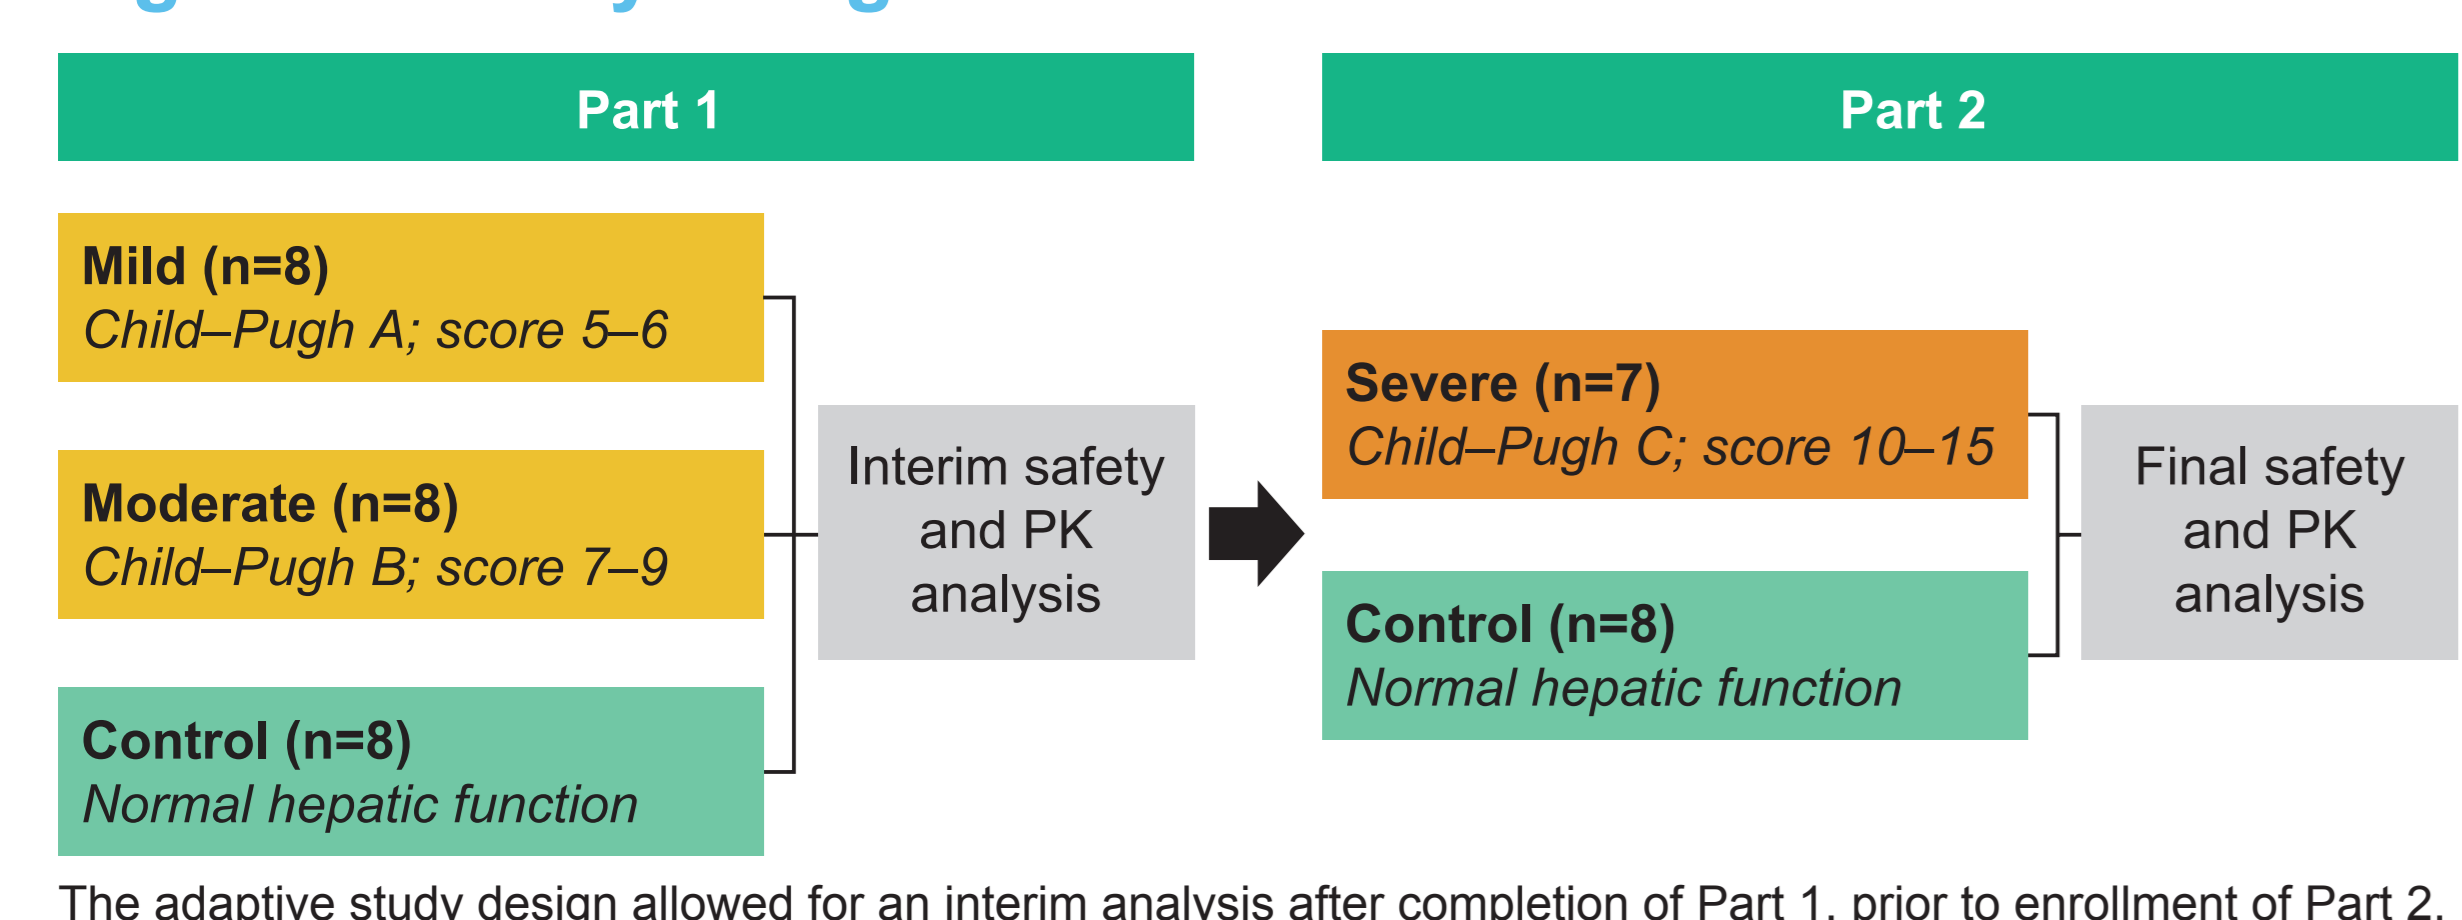 Part 1
Part 2
Mild (n=8)
Child–Pugh A; score 5–6
Moderate (n=8)
Child–Pugh B; score 7–9
Control (n=8)
Normal hepatic function
Interim safety
and PK
analysis
Severe (n=7)
Child–Pugh C; score 10–15
Control (n=8)
Normal hepatic function
Final safety
and PK
analysis
The adaptive study design allowed for an interim analysis after completion of Part 1, prior to enrollment of Part 2.